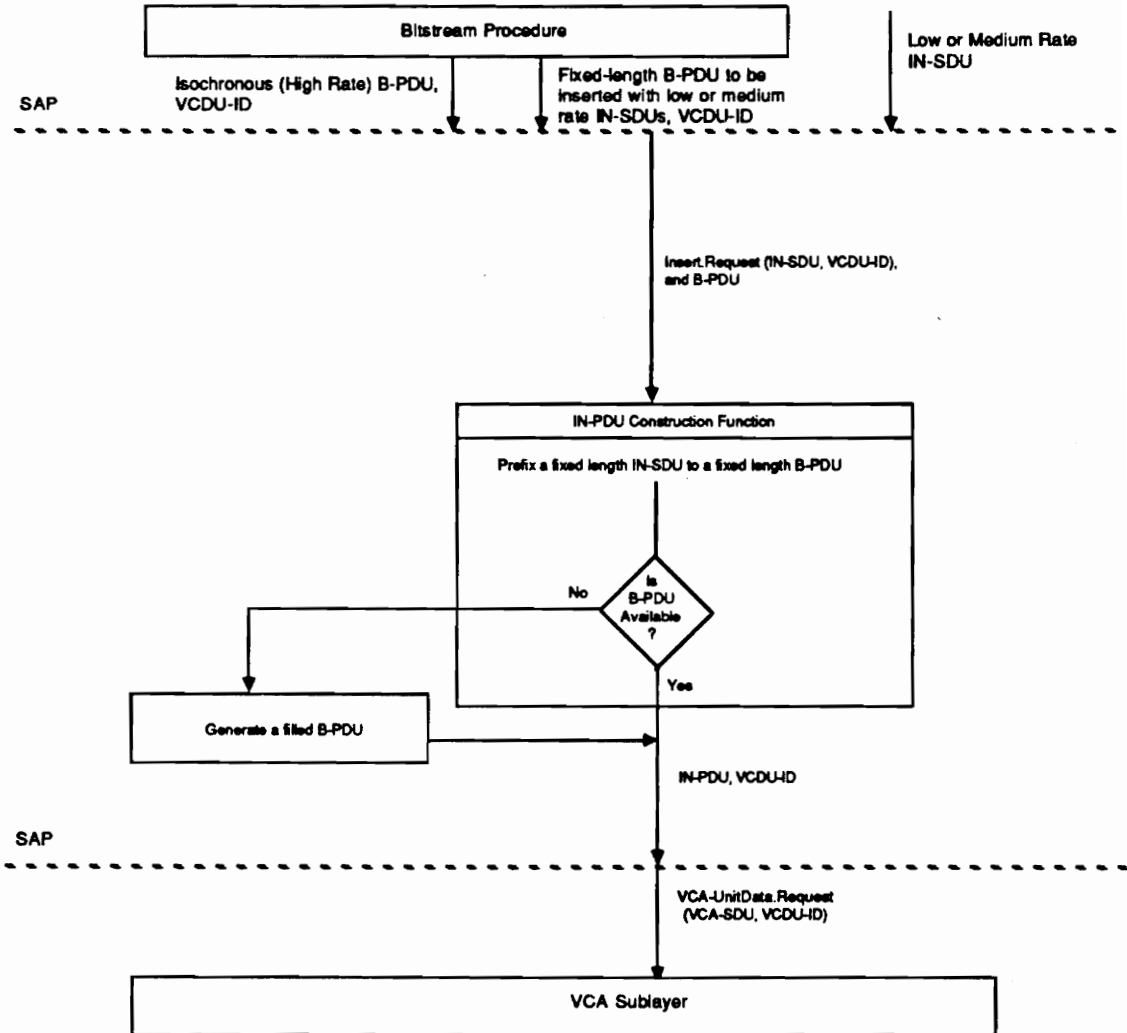 Bitstream Procedure
Low or Medium Rate
IN-SDU
Isochronous (High Rate) B-PDU,
VCDU-ID
Fixed-length B-PDU to be
inserted with low or medium
rate IN-SDUs, VCDU-ID
SAP
Insert.Request (IN-SDU, VCDU-ID),
and B-PDU
IN-PDU Construction Function
Prefix a fixed length IN-SDU to a fixed length B-PDU
Is
B-PDU
Available
?
No
Yes
Generate a filled B-PDU
IN-PDU, VCDU-ID
SAP
VCA-UnitData.Request
(VCA-SDU, VCDU-ID)
VCA Sublayer